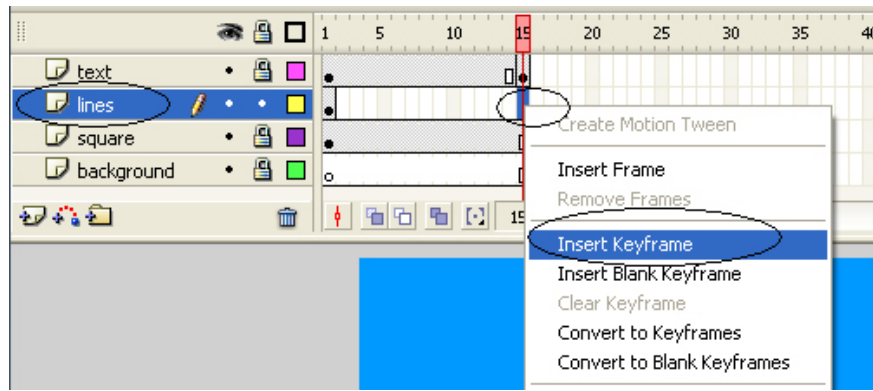 1 5 10 15 20 25 30 35 40
text
lines
square
background
15
Create Motion Tween
Insert Frame
Remove Frames
Insert Keyframe
Insert Blank Keyframe
Clear Keyframe
Convert to Keyframes
Convert to Blank Keyframes